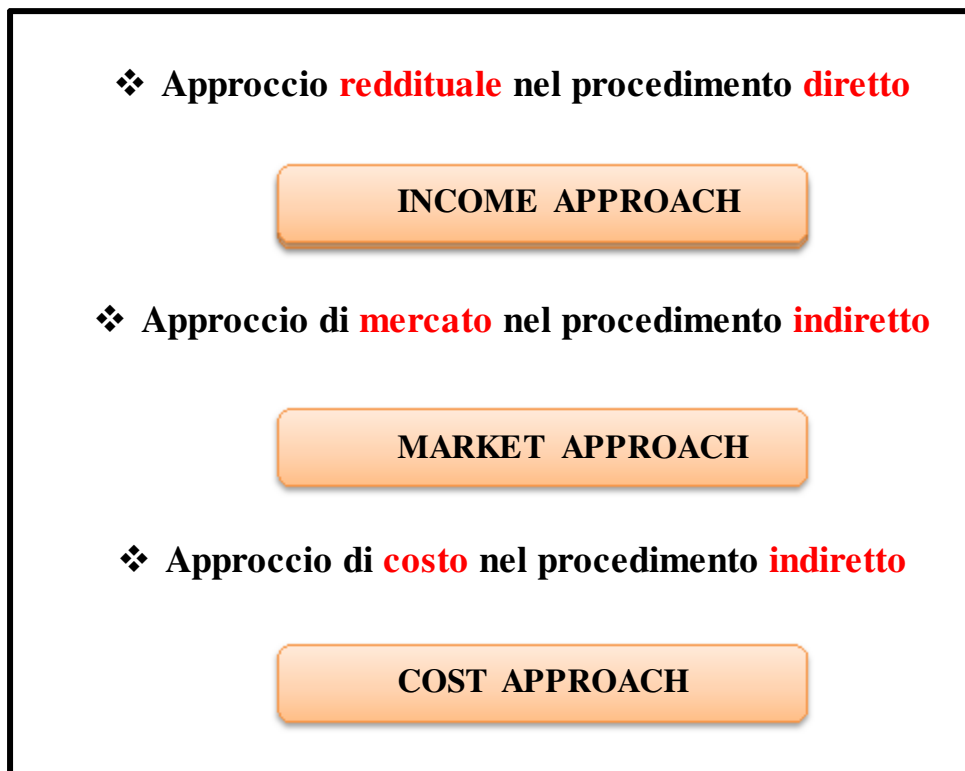 ❖ Approccio reddituale nel procedimento diretto
INCOME APPROACH
❖ Approccio di mercato nel procedimento indiretto
MARKET APPROACH
❖ Approccio di costo nel procedimento indiretto
COST APPROACH